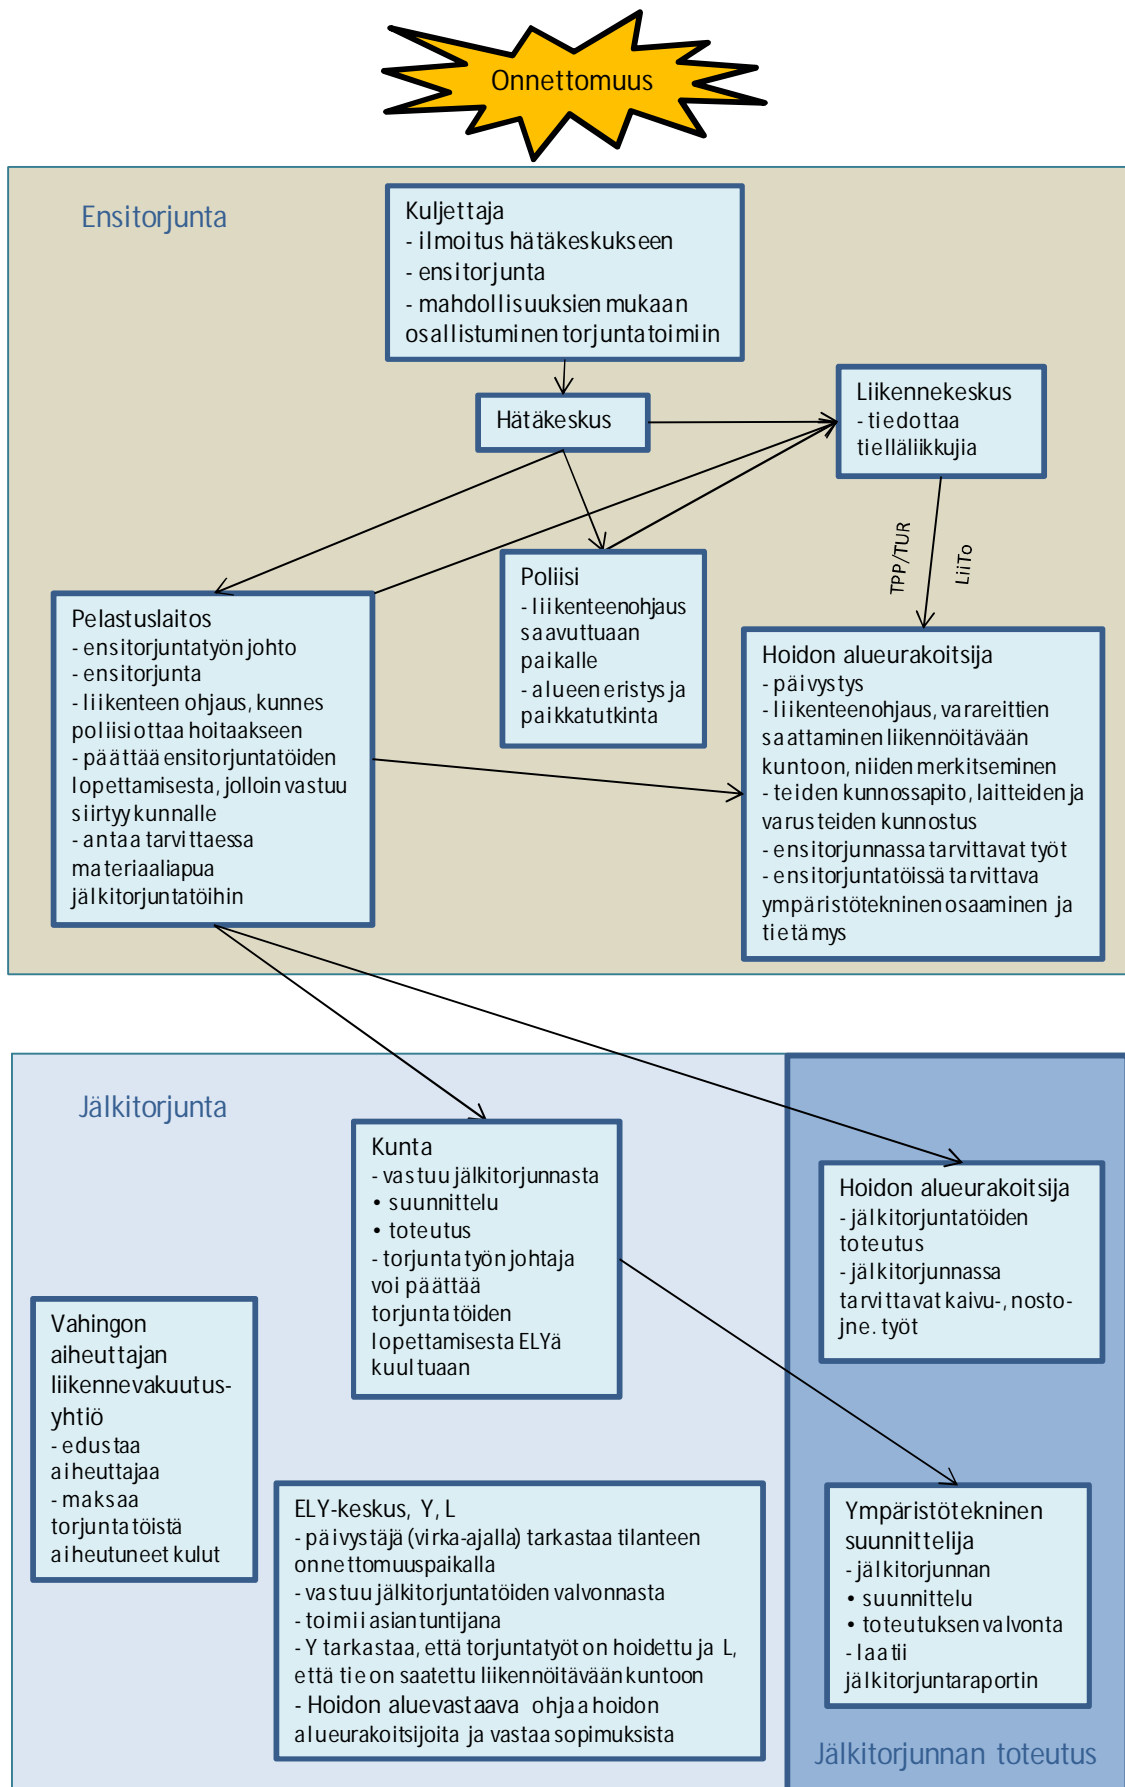 Onnettomuus
Ensitorjunta
Kuljettaja
- ilmoitus hätäkeskukseen
- ensitorjunta
- mahdollisuuksien mukaan
osallistuminen torjuntatoimiin
Hätäkeskus
Liikennekeskus
- tiedottaa
tielläliikkujia
TPP/TUR
LiiTo
Poliisi
- liikenteenohjaus
saavuttuaan
paikalle
- alueen eristys ja
paikkatutkinta
Pelastuslaitos
- ensitorjuntatyön johto
- ensitorjunta
- liikenteen ohjaus, kunnes
poliisi ottaa hoitaakseen
- päättää ensitorjuntatöiden
lopettamisesta, jolloin vastuu
siirtyy kunnalle
- antaa tarvittaessa
materiaaliapua
jälkitorjuntatöihin
Hoidon alueurakoitsija
- päivystys
- liikenteenohjaus, varareittien
saattaminen liikennöitävään
kuntoon, niiden merkitseminen
- teiden kunnossapito, laitteiden ja
varusteiden kunnostus
- ensitorjunnassa tarvittavat työt
- ensitorjuntatöissä tarvittava
ympäristötekninen osaaminen ja
tietämys
Jälkitorjunta
Kunta
- vastuu jälkitorjunnasta
• suunnittelu
• toteutus
- torjuntatyön johtaja
voi päättää
torjuntatöiden
lopettamisesta ELYä
kuultuaan
Hoidon alueurakoitsija
- jälkitorjuntatöiden
toteutus
- jälkitorjunnassa
tarvittavat kaivu-, nosto-
jne. työt
Vahingon
aiheuttajan
liikennevakuutus-
yhtiö
- edustaa
aiheuttajaa
- maksaa
torjuntatöistä
aiheutuneet kulut
ELY-keskus, Y, L
- päivystäjä (virka-ajalla) tarkastaa tilanteen
onnettomuuspaikalla
- vastuu jälkitorjuntatöiden valvonnasta
- toimii asiantuntijana
- Y tarkastaa, että torjuntatyöt on hoidettu ja L,
että tie on saatettu liikennöitävään kuntoon
- Hoidon aluevastaava ohjaa hoidon
alueurakoitsijoita ja vastaa sopimuksista
Ympäristötekninen
suunnittelija
- jälkitorjunnan
• suunnittelu
• toteutuksen valvonta
- laatii
jälkitorjuntaraportin
Jälkitorjunnan toteutus